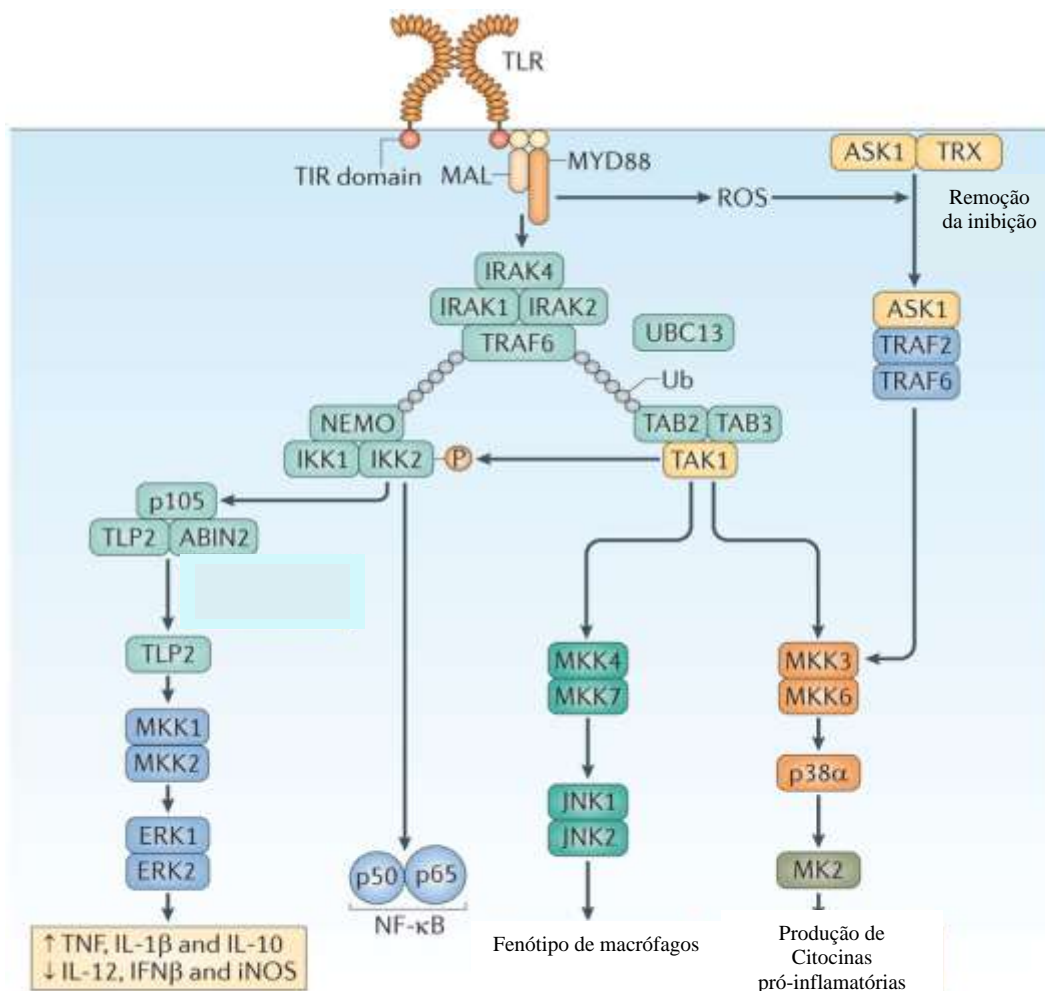 TLR
TIR domain
MAL
MYD88
ASK1 TRX
ROS
Remoção
da inibição
IRAK4
IRAK1 IRAK2
TRAF6
UBC13
Ub
ASK1
TRAF2
TRAF6
NEMO
IKK1 IKK2
P
TAB2 TAB3
TAK1
p105
TLP2 ABIN2
TLP2
MKK1
MKK2
ERK1
ERK2
↑ TNF, IL-1β and IL-10
↓ IL-12, IFNβ and iNOS
p50 p65
NF-κB
MKK4
MKK7
JNK1
JNK2
Fenótipo de macrófagos
MKK3
MKK6
p38α
MK2
Produção de
Citocinas
pró-inflamatórias